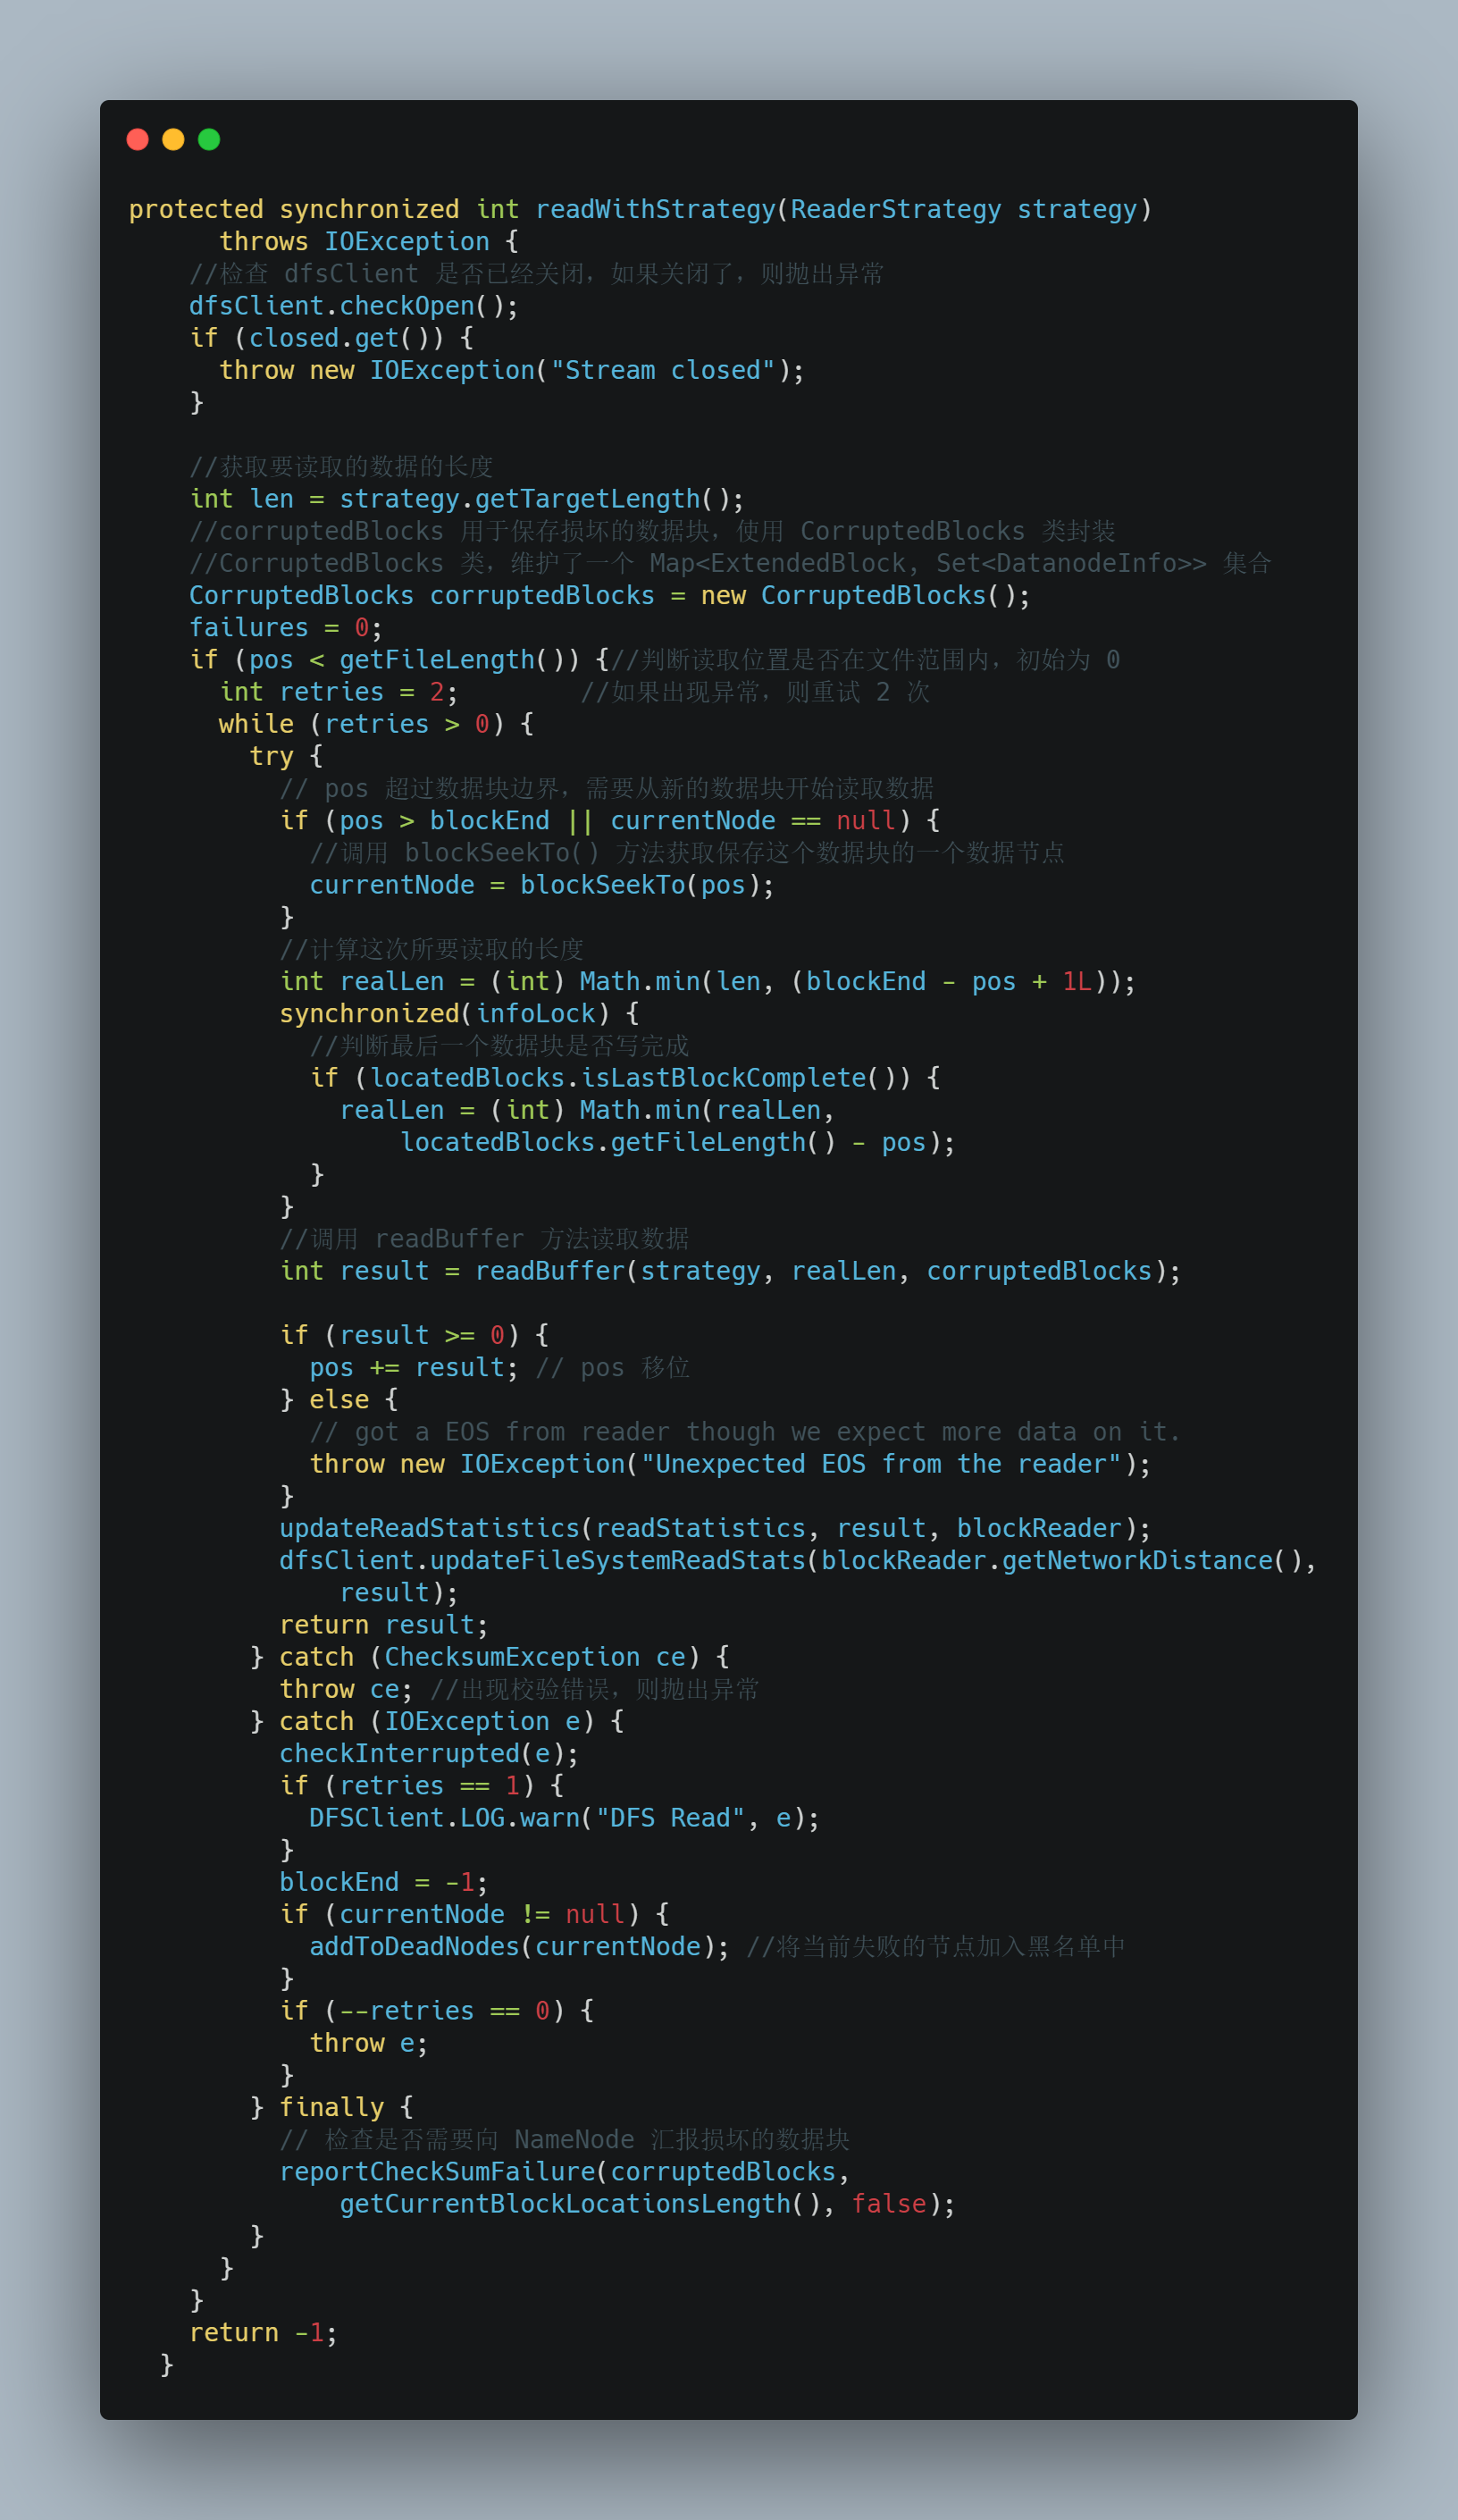 protected synchronized int readWithStrategy(ReaderStrategy strategy)
      throws IOException {
    //检查 dfsClient 是否已经关闭，如果关闭了，则抛出异常
    dfsClient.checkOpen();
    if (closed.get()) {
      throw new IOException("Stream closed");
    }

    //获取要读取的数据的长度
    int len = strategy.getTargetLength();
    //corruptedBlocks 用于保存损坏的数据块，使用 CorruptedBlocks 类封装
    //CorruptedBlocks 类，维护了一个 Map<ExtendedBlock, Set<DatanodeInfo>> 集合
    CorruptedBlocks corruptedBlocks = new CorruptedBlocks();
    failures = 0;
    if (pos < getFileLength()) {//判断读取位置是否在文件范围内，初始为 0
      int retries = 2;        //如果出现异常，则重试 2 次
      while (retries > 0) {
        try {
          // pos 超过数据块边界，需要从新的数据块开始读取数据
          if (pos > blockEnd || currentNode == null) {
            //调用 blockSeekTo() 方法获取保存这个数据块的一个数据节点
            currentNode = blockSeekTo(pos);
          }
          //计算这次所要读取的长度
          int realLen = (int) Math.min(len, (blockEnd - pos + 1L));
          synchronized(infoLock) {
            //判断最后一个数据块是否写完成
            if (locatedBlocks.isLastBlockComplete()) {
              realLen = (int) Math.min(realLen,
                  locatedBlocks.getFileLength() - pos);
            }
          }
          //调用 readBuffer 方法读取数据
          int result = readBuffer(strategy, realLen, corruptedBlocks);

          if (result >= 0) {
            pos += result; // pos 移位
          } else {
            // got a EOS from reader though we expect more data on it.
            throw new IOException("Unexpected EOS from the reader");
          }
          updateReadStatistics(readStatistics, result, blockReader);
          dfsClient.updateFileSystemReadStats(blockReader.getNetworkDistance(),
              result);
          return result;
        } catch (ChecksumException ce) {
          throw ce; //出现校验错误，则抛出异常
        } catch (IOException e) {
          checkInterrupted(e);
          if (retries == 1) {
            DFSClient.LOG.warn("DFS Read", e);
          }
          blockEnd = -1;
          if (currentNode != null) {
            addToDeadNodes(currentNode); //将当前失败的节点加入黑名单中
          }
          if (--retries == 0) {
            throw e;
          }
        } finally {
          // 检查是否需要向 NameNode 汇报损坏的数据块
          reportCheckSumFailure(corruptedBlocks,
              getCurrentBlockLocationsLength(), false);
        }
      }
    }
    return -1;
  }